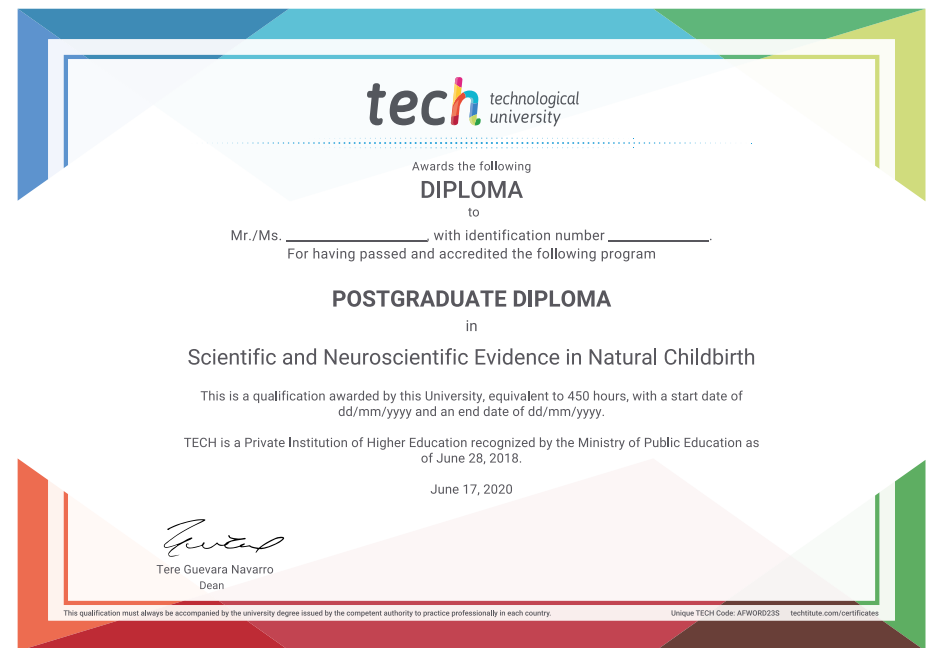 tech technological
university
Awards the following
DIPLOMA
to
Mr./Ms. ____________________, with identification number ______________.
For having passed and accredited the following program
POSTGRADUATE DIPLOMA
in
Scientific and Neuroscientific Evidence in Natural Childbirth
This is a qualification awarded by this University, equivalent to 450 hours, with a start date of
dd/mm/yyyy and an end date of dd/mm/yyyy.
TECH is a Private Institution of Higher Education recognized by the Ministry of Public Education as
of June 28, 2018.
June 17, 2020
Tere Guevara Navarro
Dean
This qualification must always be accompanied by the university degree issued by the competent authority to practice professionally in each country. Unique TECH Code: AFWORD23S techtitute.com/certificates